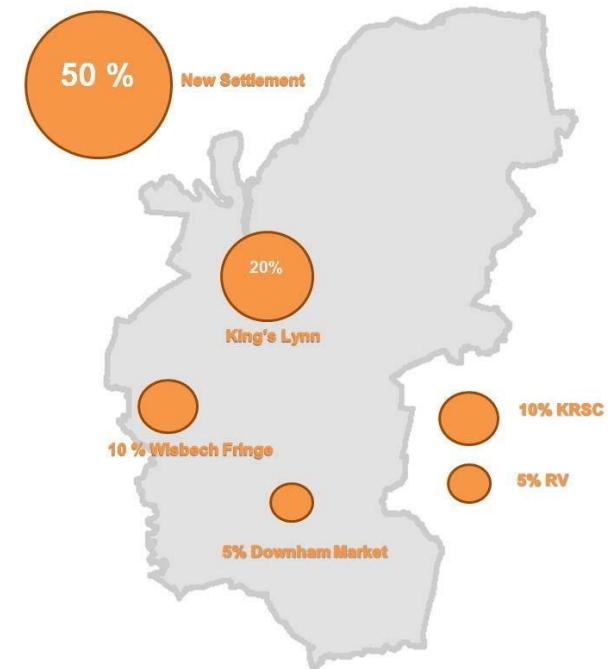 50 %
New Settlement
20%
King's Lynn
10% KRSC
10 % Wisbech Fringe
5% RV
5% Downham Market